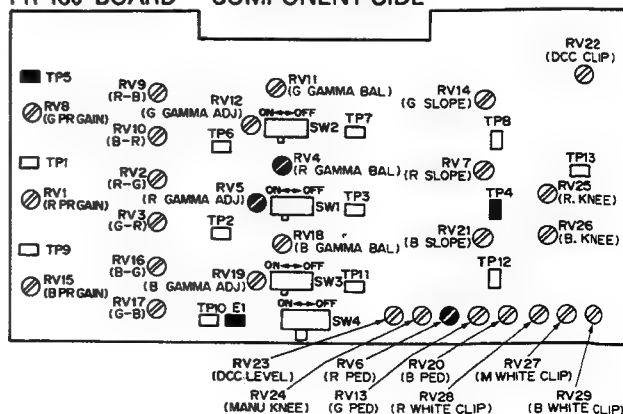 PR-160 BOARD — COMPONENT SIDE
RV22
(DCC CLIP)
TP5
RV8
(G PR GAIN)
RV9
(R-B)
RV11
(G GAMMA BAL)
RV14
(G SLOPE)
RV12
(G GAMMA ADJ)
ON↔OFF
SW2
TP7
TP8
RV10
(B-R)
TP6
TP1
RV1
(R PR GAIN)
RV2
(R-G)
RV4
(R GAMMA BAL)
RV7
(R SLOPE)
TP13
RV5
(R GAMMA ADJ)
ON↔OFF
SW1
TP3
TP4
RV25
(R. KNEE)
RV3
(G-R)
TP2
RV18
(B GAMMA BAL)
RV21
(B SLOPE)
RV26
(B. KNEE)
TP9
RV15
(B PR GAIN)
RV16
(B-G)
RV19
(B GAMMA ADJ)
ON↔OFF
SW3
TP11
TP12
RV17
(G-B)
TP10
E1
ON↔OFF
SW4
RV23
(DCC LEVEL)
RV6
(R PED)
RV20
(B PED)
RV27
(M WHITE CLIP)
RV24
(MANU KNEE)
RV13
(G PED)
RV28
(R WHITE CLIP)
RV29
(B WHITE CLIP)